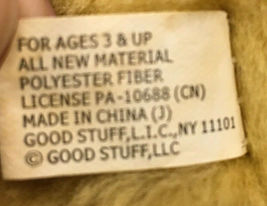 FOR AGES 3 & UP
ALL NEW MATERIAL
POLYESTER FIBER
LICENSE PA-10688 (CN)
MADE IN CHINA (J)
GOOD STUFF,L.I.C.,NY 11101
© GOOD STUFF,LLC